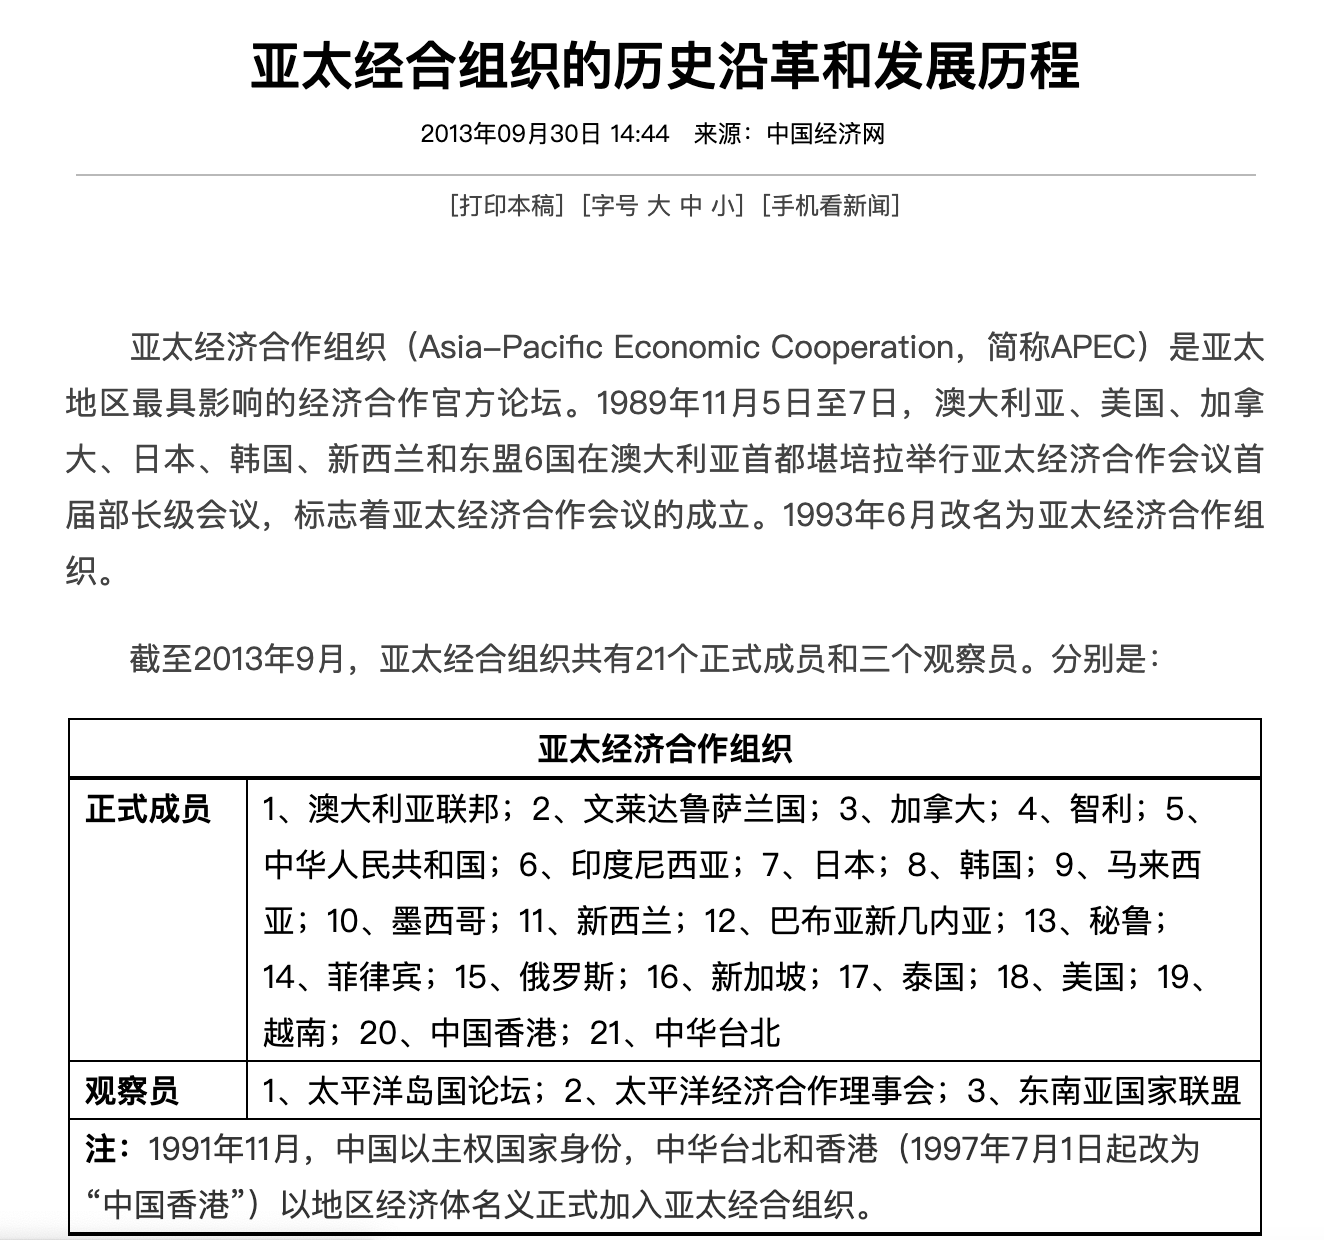 亚太经合组织的历史沿革和发展历程
2013年09月30日 14:44 来源：中国经济网
[打印本稿] [字号 大 中 小] [手机看新闻]
亚太经济合作组织（Asia-Pacific Economic Cooperation，简称APEC）是亚太
地区最具影响的经济合作官方论坛。1989年11月5日至7日，澳大利亚、美国、加拿
大、日本、韩国、新西兰和东盟6国在澳大利亚首都堪培拉举行亚太经济合作会议首
届部长级会议，标志着亚太经济合作会议的成立。1993年6月改名为亚太经济合作组
织。
截至2013年9月，亚太经合组织共有21个正式成员和三个观察员。分别是：
亚太经济合作组织
正式成员
1、澳大利亚联邦；2、文莱达鲁萨兰国；3、加拿大；4、智利；5、
中华人民共和国；6、印度尼西亚；7、日本；8、韩国；9、马来西
亚；10、墨西哥；11、新西兰；12、巴布亚新几内亚；13、秘鲁；
14、菲律宾；15、俄罗斯；16、新加坡；17、泰国；18、美国；19、
越南；20、中国香港；21、中华台北
观察员
1、太平洋岛国论坛；2、太平洋经济合作理事会；3、东南亚国家联盟
注：1991年11月，中国以主权国家身份，中华台北和香港（1997年7月1日起改为
“中国香港”）以地区经济体名义正式加入亚太经合组织。